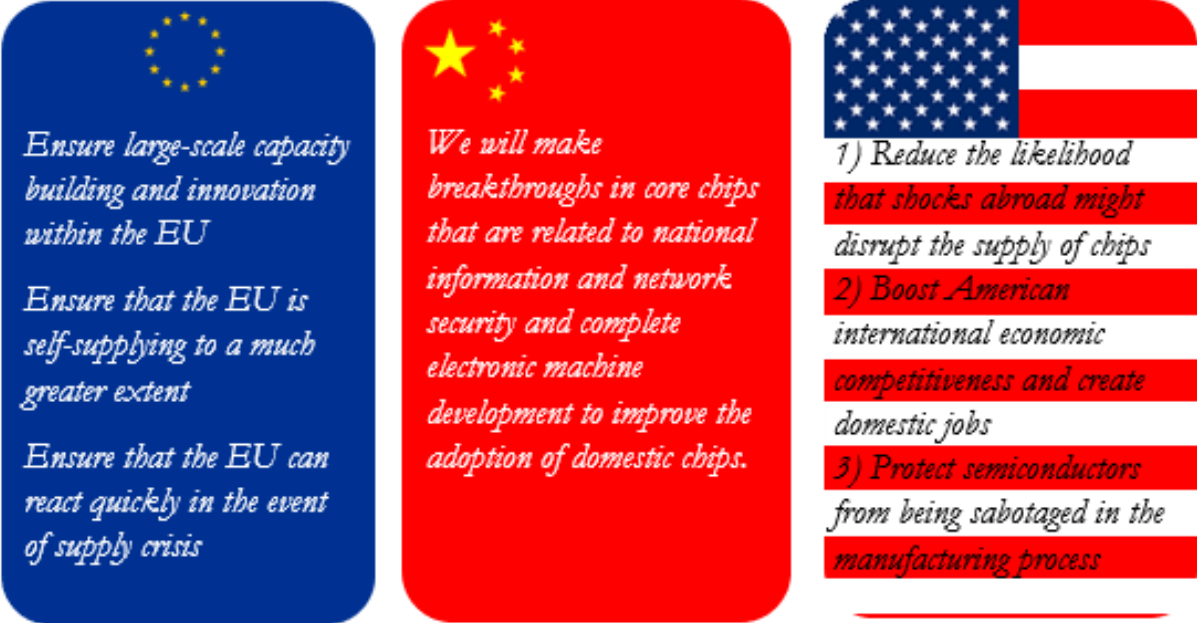 Ensure large-scale capacity
building and innovation
within the EU
Ensure that the EU is
self-supplying to a much
greater extent
Ensure that the EU can
react quickly in the event
of supply crisis
We will make
breakthroughs in core chips
that are related to national
information and network
security and complete
electronic machine
development to improve the
adoption of domestic chips.
1) Reduce the likelihood
that shocks abroad might
disrupt the supply of chips
2) Boost American
international economic
competitiveness and create
domestic jobs
3) Protect semiconductors
from being sabotaged in the
manufacturing process